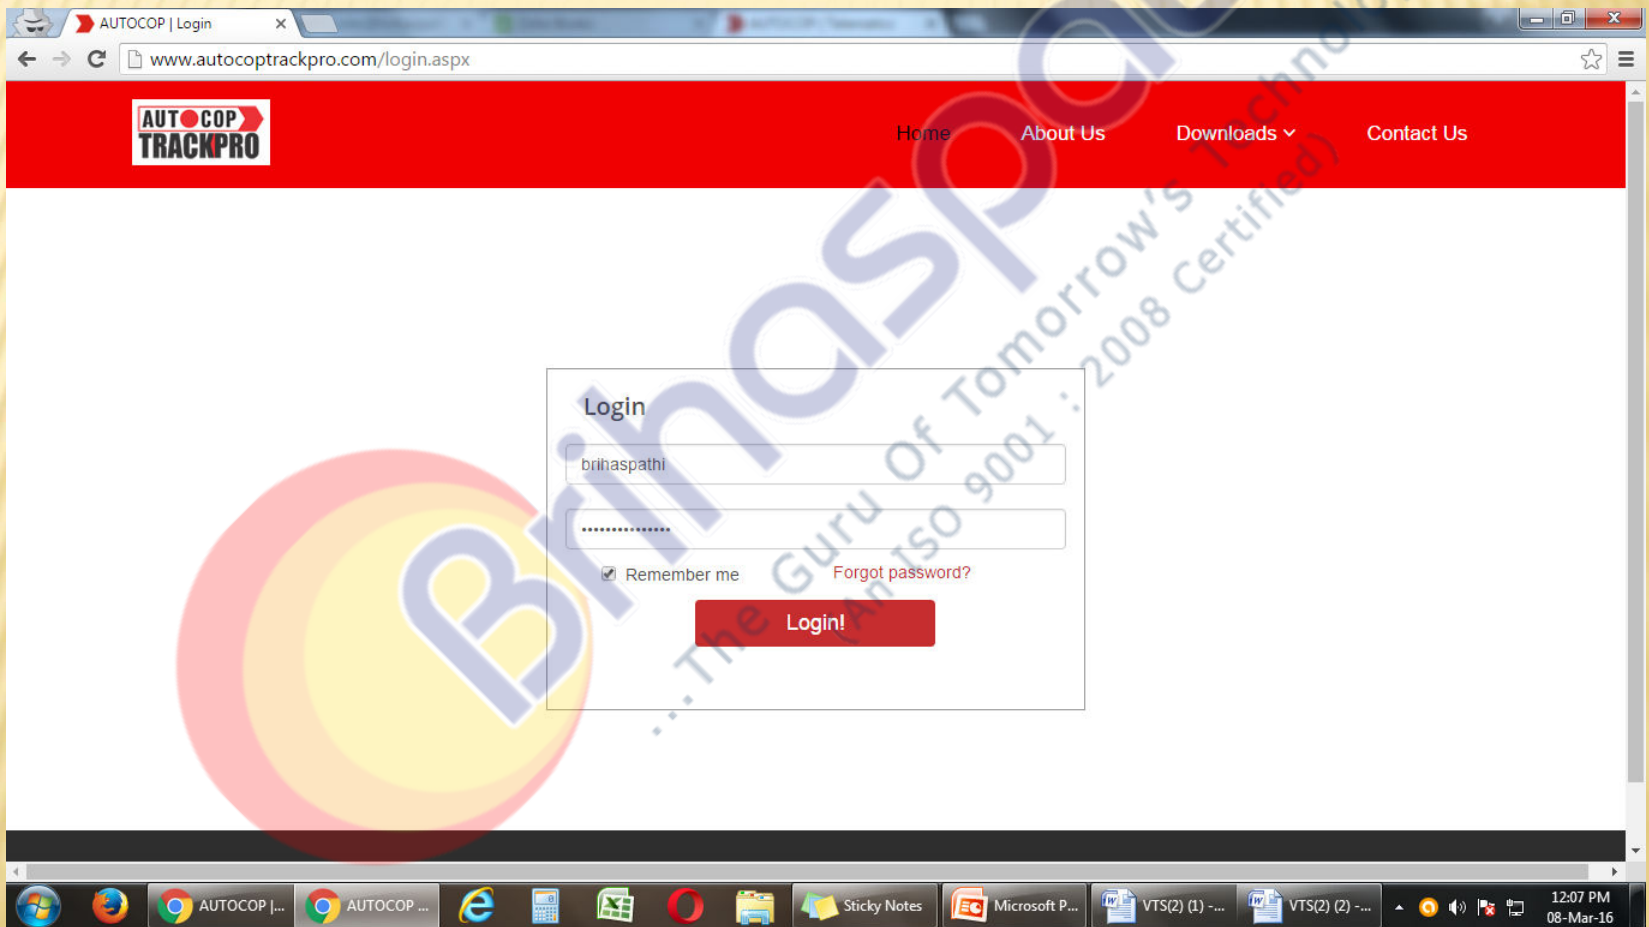 AUTOCOP | Login
www.autocoptrackpro.com/login.aspx
AUTOCOP
TRACKPRO
Home About Us Downloads Contact Us
Login
brihaspathi
•••••••••••••••
Remember me Forgot password?
Login!
Brihaspa
...The Guru Of Tomorrow's Technolo
(An ISO 9001 : 2008 Certified)
AUTOCOP |... AUTOCOP ... Sticky Notes Microsoft P... VTS(2) (1) -... VTS(2) (2) -... 12:07 PM
08-Mar-16